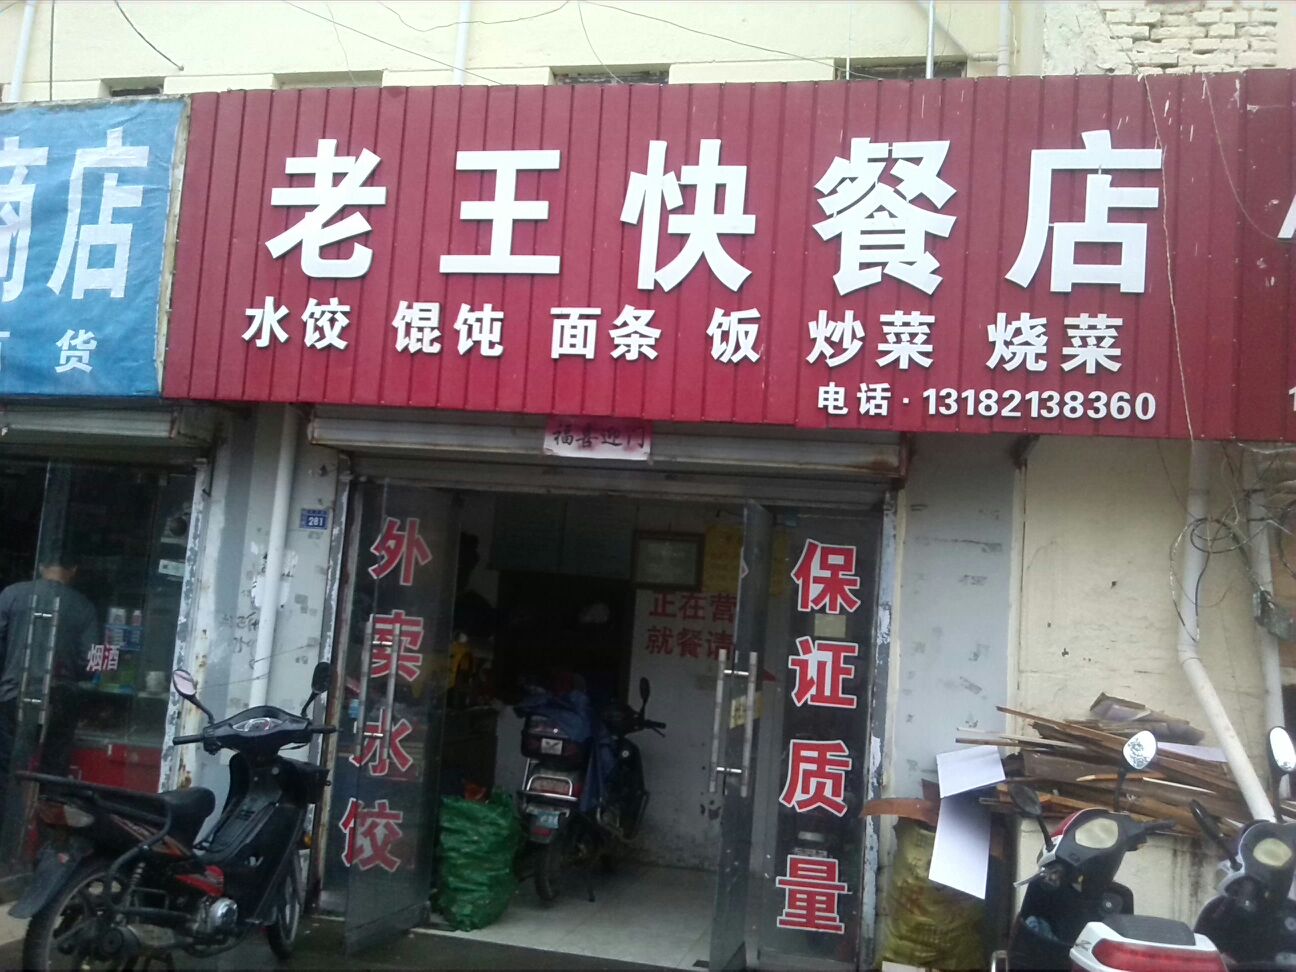 老王快餐店
水饺 馄饨 面条 饭 炒菜 烧菜
电话·13182138360
商店
货
福喜迎门
281
外卖水饺
保证质量
正在营
就餐请
烟酒